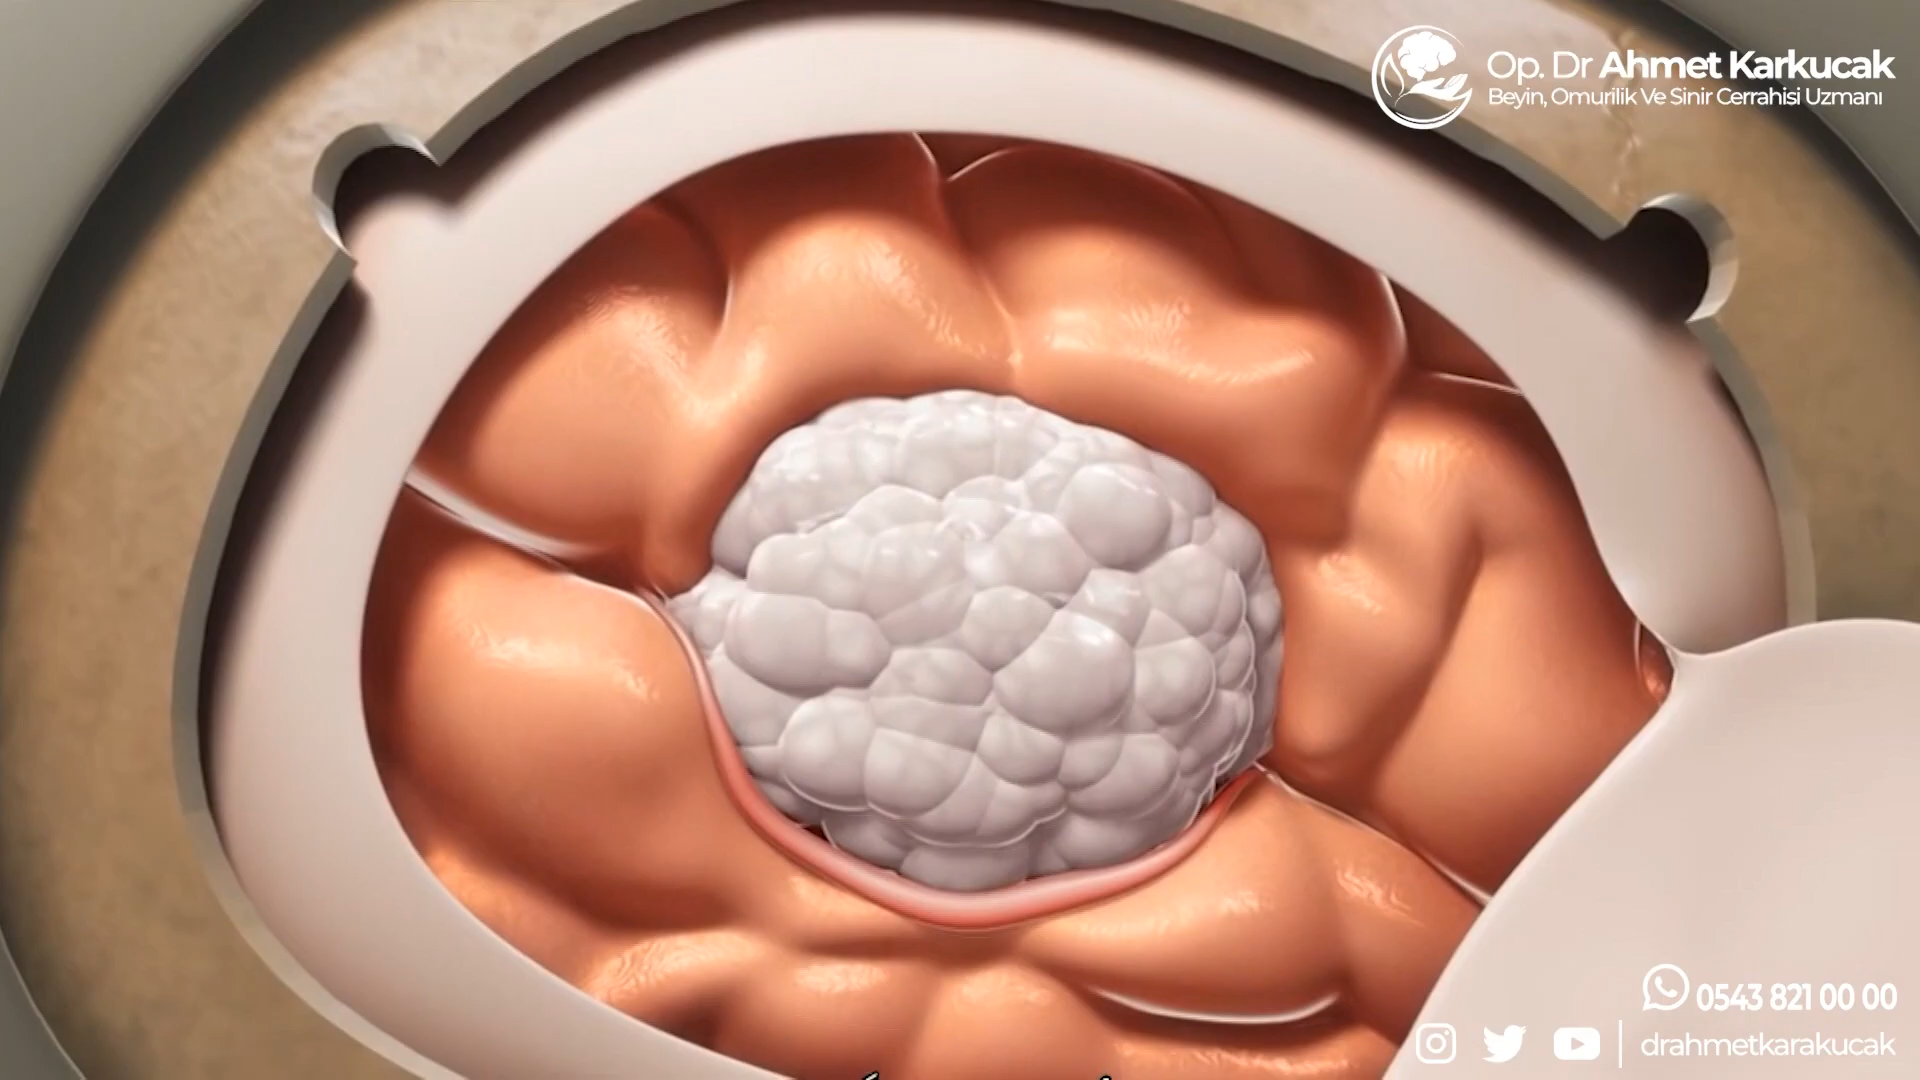 Op. Dr Ahmet Karkucak
Beyin, Omurilik Ve Sinir Cerrahisi Uzmanı
0543 821 00 00
drahmetkarakucak